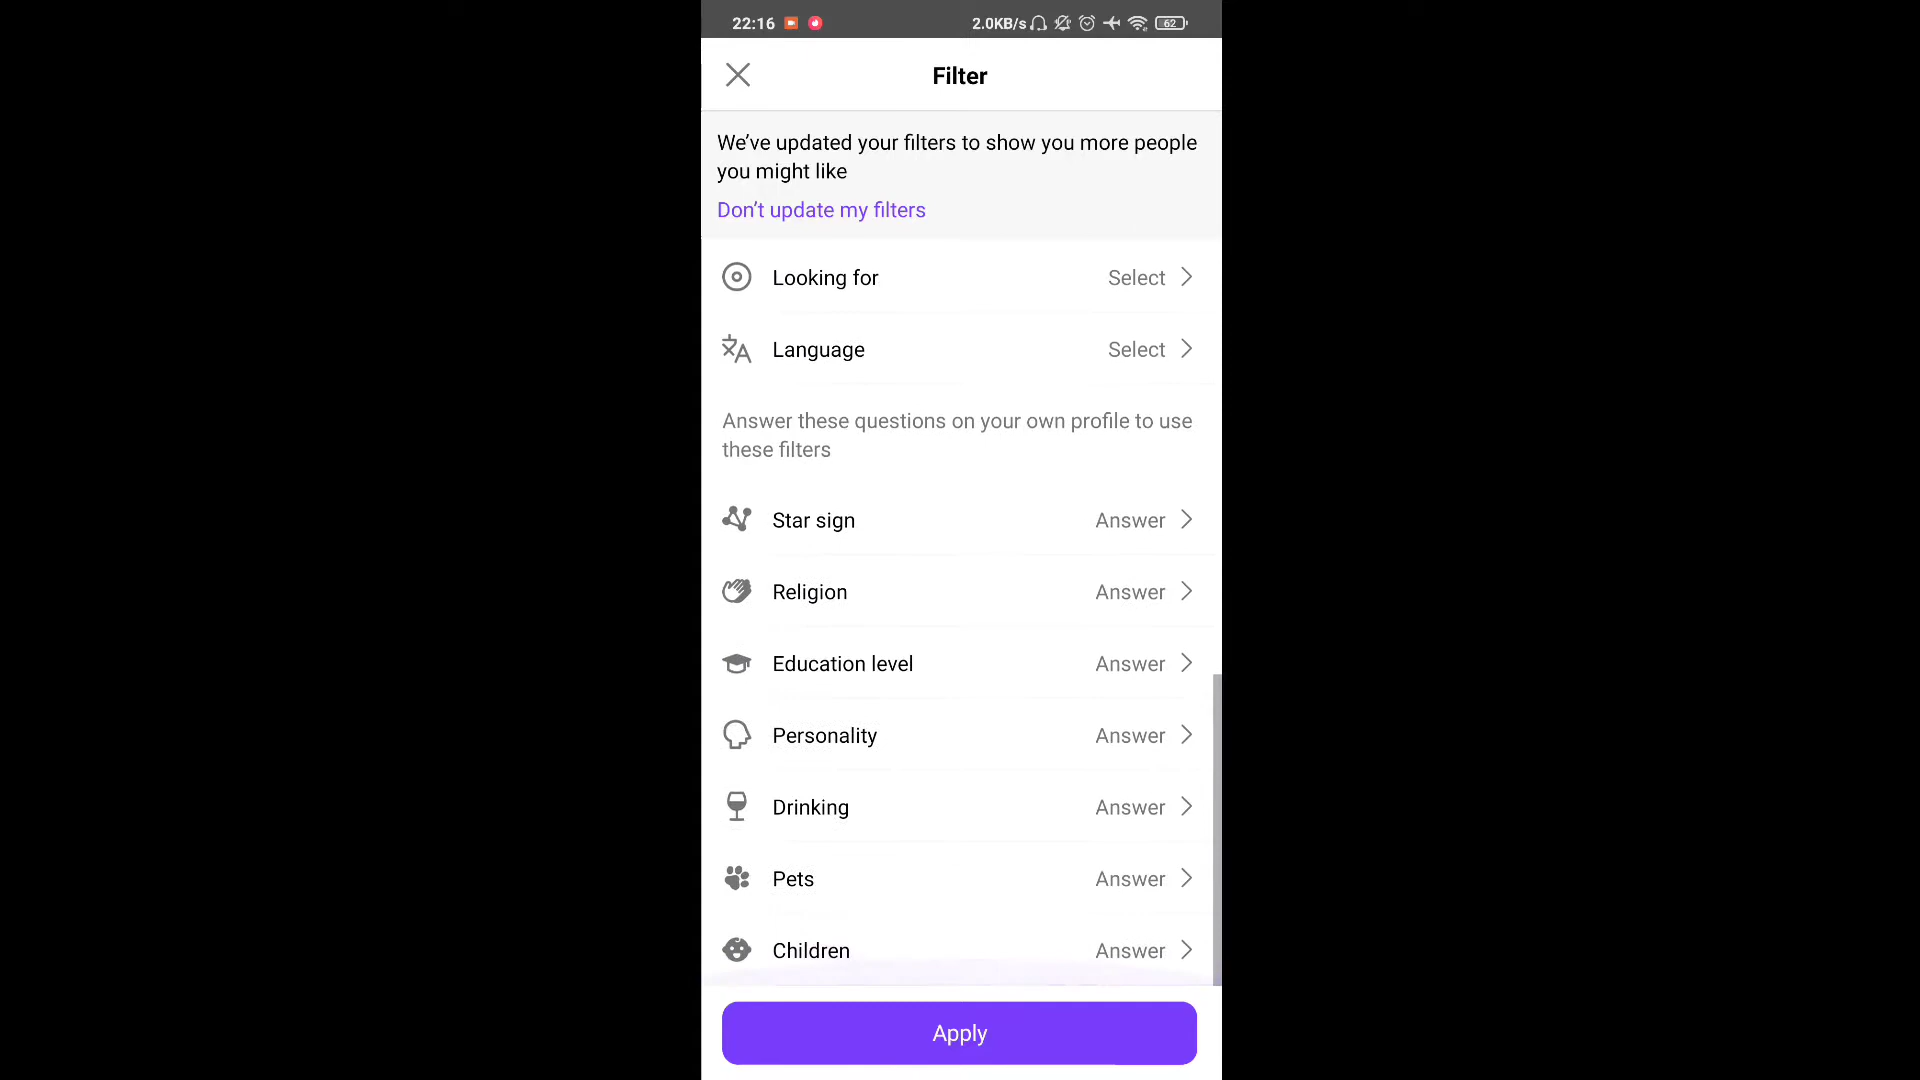 22:16 2.0KB/s 62
Filter
We’ve updated your filters to show you more people
you might like
Don’t update my filters
Looking for Select
Language Select
Answer these questions on your own profile to use
these filters
Star sign Answer
Religion Answer
Education level Answer
Personality Answer
Drinking Answer
Pets Answer
Children Answer
Apply